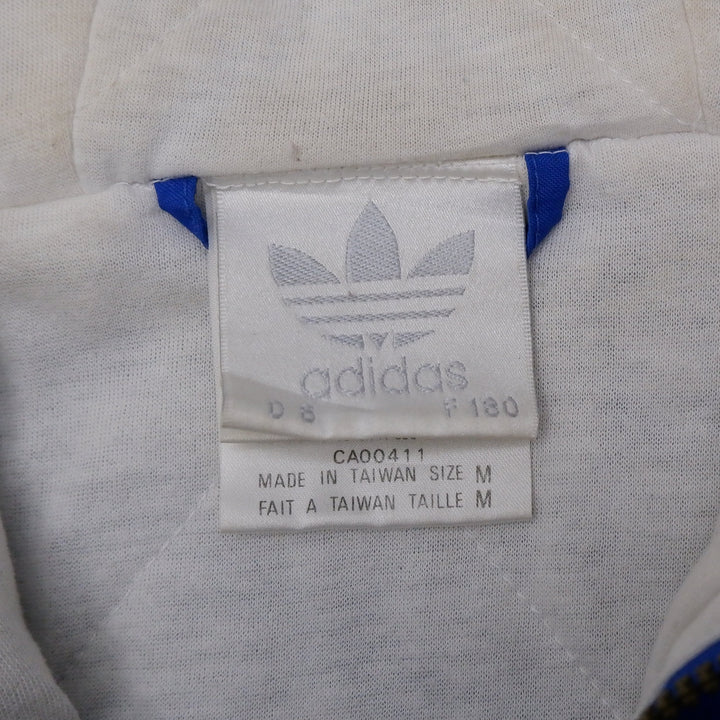 adidas
D 6 F 180
CA00411
MADE IN TAIWAN SIZE M
FAIT A TAIWAN TAILLE M